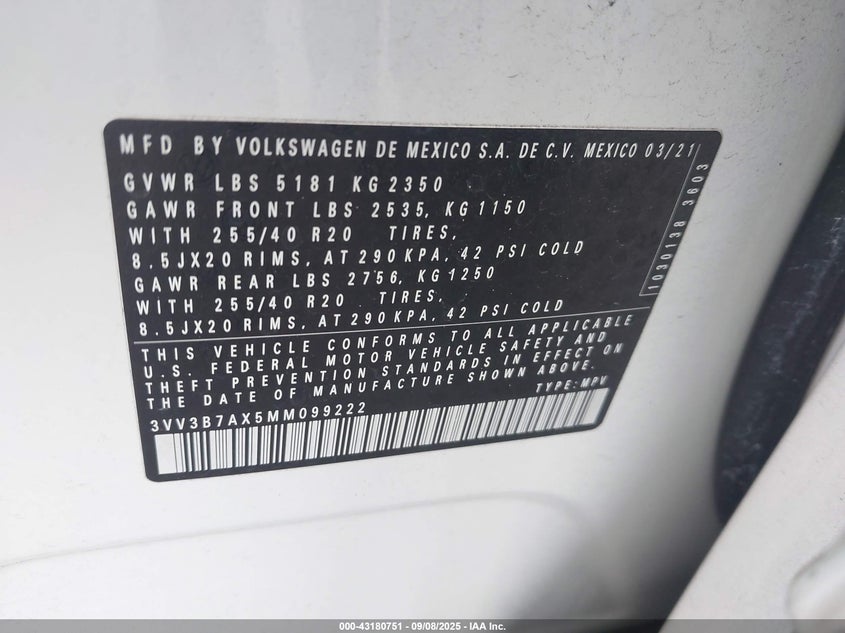 MFD BY VOLKSWAGEN DE MEXICO S.A. DE C.V. MEXICO 03/21
GVWR LBS 5181 KG 2350
GAWR FRONT LBS 2535, KG 1150
WITH 255/40 R20 TIRES,
8,5JX20 RIMS, AT 290 KPA, 42 PSI COLD
GAWR REAR LBS 2756, KG 1250
WITH 255/40 R20 TIRES,
8.5JX20 RIMS, AT 290 KPA, 42 PSI COLD
THIS VEHICLE CONFORMS TO ALL APPLICABLE
U.S. FEDERAL MOTOR VEHICLE SAFETY AND
THEFT PREVENTION STANDARDS IN EFFECT ON
THE DATE OF MANUFACTURE SHOWN ABOVE.
TYPE: MPV
3VV3B7AX5MM099222
1030138 3603
000-43180751 - 09/08/2025 - IAA Inc.